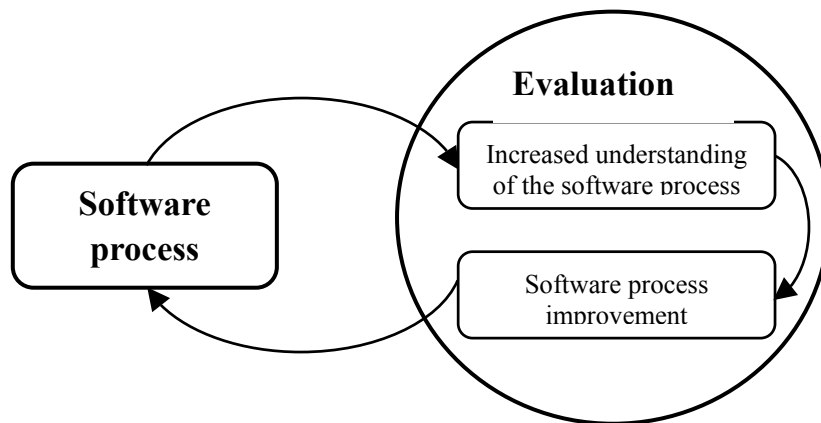 Evaluation
Increased understanding
of the software process
Software
process
Software process
improvement